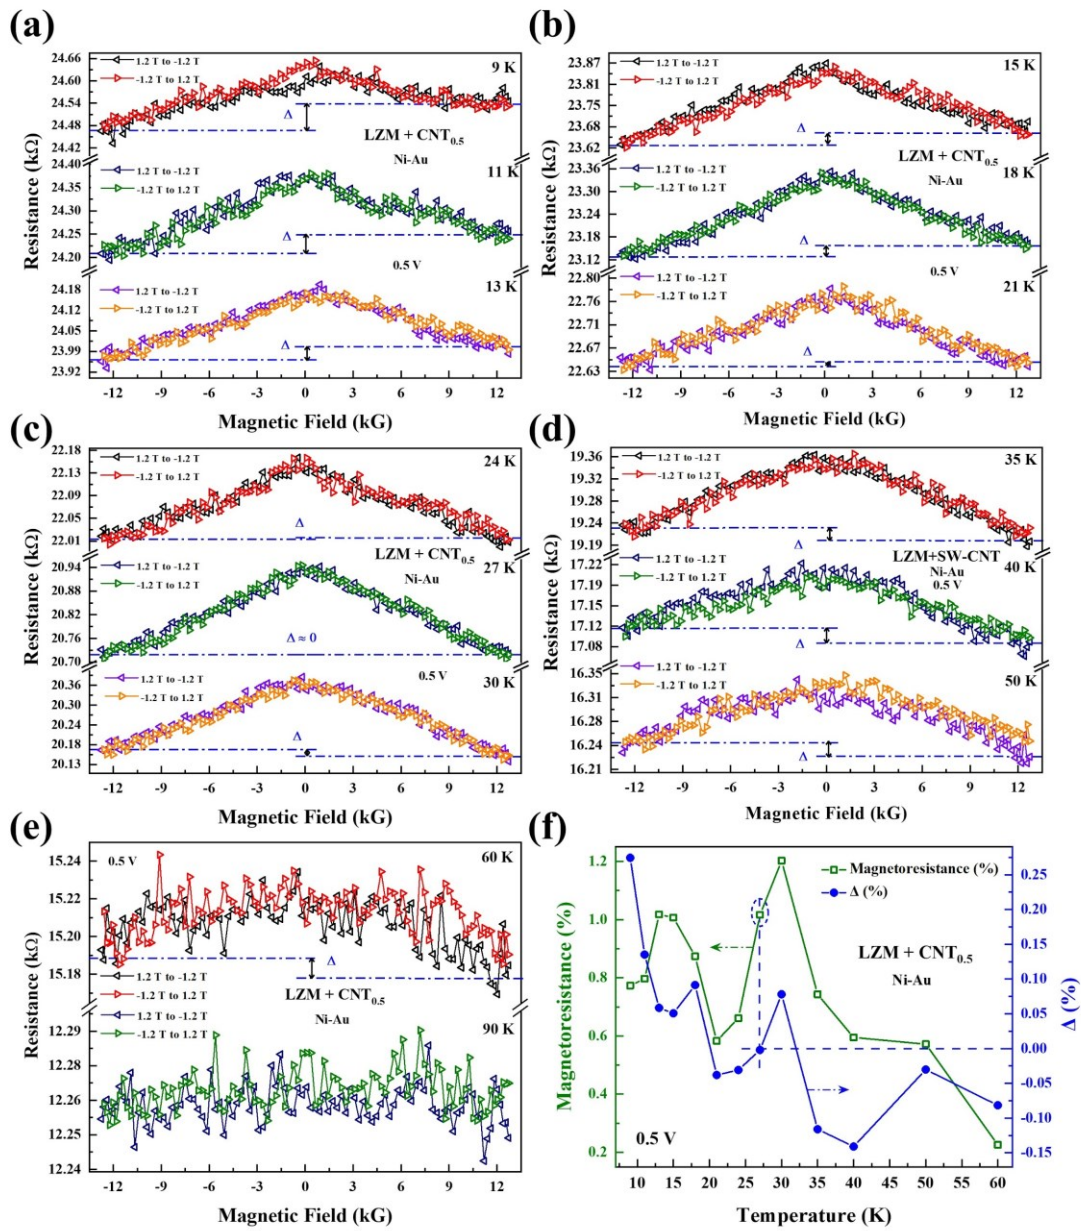 (a)
24.66
24.60
24.54
24.48
24.42
24.40
24.35
24.30
24.25
24.20
24.18
24.12
24.05
23.99
23.92
Resistance (kΩ)
1.2 T to -1.2 T
-1.2 T to 1.2 T
9 K
Δ
LZM + CNT0.5
Ni-Au
1.2 T to -1.2 T
-1.2 T to 1.2 T
11 K
Δ
0.5 V
1.2 T to -1.2 T
-1.2 T to 1.2 T
13 K
Δ
-12 -9 -6 -3 0 3 6 9 12
Magnetic Field (kG)
(b)
23.87
23.81
23.75
23.68
23.62
23.36
23.30
23.24
23.18
23.12
22.80
22.76
22.71
22.65
22.63
Resistance (kΩ)
1.2 T to -1.2 T
-1.2 T to 1.2 T
15 K
Δ
LZM + CNT0.5
Ni-Au
1.2 T to -1.2 T
-1.2 T to 1.2 T
18 K
Δ
0.5 V
1.2 T to -1.2 T
-1.2 T to 1.2 T
21 K
Δ
-12 -9 -6 -3 0 3 6 9 12
Magnetic Field (kG)
(c)
22.18
22.13
22.09
22.05
22.01
20.94
20.88
20.82
20.76
20.70
20.36
20.30
20.24
20.18
20.13
Resistance (kΩ)
1.2 T to -1.2 T
-1.2 T to 1.2 T
24 K
Δ
LZM + CNT0.5
Ni-Au
1.2 T to -1.2 T
-1.2 T to 1.2 T
27 K
Δ ≈ 0
0.5 V
1.2 T to -1.2 T
-1.2 T to 1.2 T
30 K
Δ
-12 -9 -6 -3 0 3 6 9 12
Magnetic Field (kG)
(d)
19.36
19.30
19.24
19.19
17.22
17.19
17.15
17.12
17.08
16.35
16.31
16.28
16.24
16.21
Resistance (kΩ)
1.2 T to -1.2 T
-1.2 T to 1.2 T
35 K
Δ
LZM+SW-CNT
Ni-Au
0.5 V
1.2 T to -1.2 T
-1.2 T to 1.2 T
40 K
Δ
1.2 T to -1.2 T
-1.2 T to 1.2 T
50 K
Δ
-12 -9 -6 -3 0 3 6 9 12
Magnetic Field (kG)
(e)
15.24
15.22
15.20
15.18
12.29
12.28
12.26
12.25
12.24
Resistance (kΩ)
0.5 V
60 K
Δ
1.2 T to -1.2 T
-1.2 T to 1.2 T
1.2 T to -1.2 T
-1.2 T to 1.2 T
LZM + CNT0.5
Ni-Au
90 K
-12 -9 -6 -3 0 3 6 9 12
Magnetic Field (kG)
(f)
1.2
1.0
0.8
0.6
0.4
0.2
Magnetoresistance (%)
Magnetoresistance (%)
Δ (%)
LZM + CNT0.5
Ni-Au
0.5 V
0.25
0.20
0.15
0.10
0.05
0.00
-0.05
-0.10
-0.15
Δ (%)
10 15 20 25 30 35 40 45 50 55 60
Temperature (K)